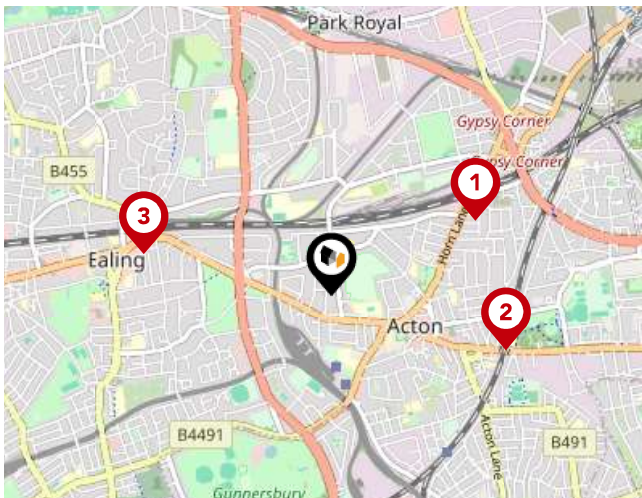 Park Royal
Gypsy Corner
Gypsy Corner
B455
1
3
Horn Lane
Ealing
2
Acton
B4491
Acton Lane
B491
Gunnersbury